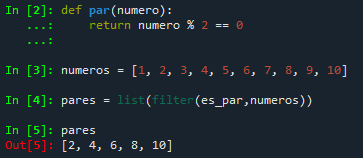 In [2]: def par(numero):
   ...:     return numero % 2 == 0
   ...:
In [3]: numeros = [1, 2, 3, 4, 5, 6, 7, 8, 9, 10]
In [4]: pares = list(filter(es_par,numeros))
In [5]: pares
Out[5]: [2, 4, 6, 8, 10]